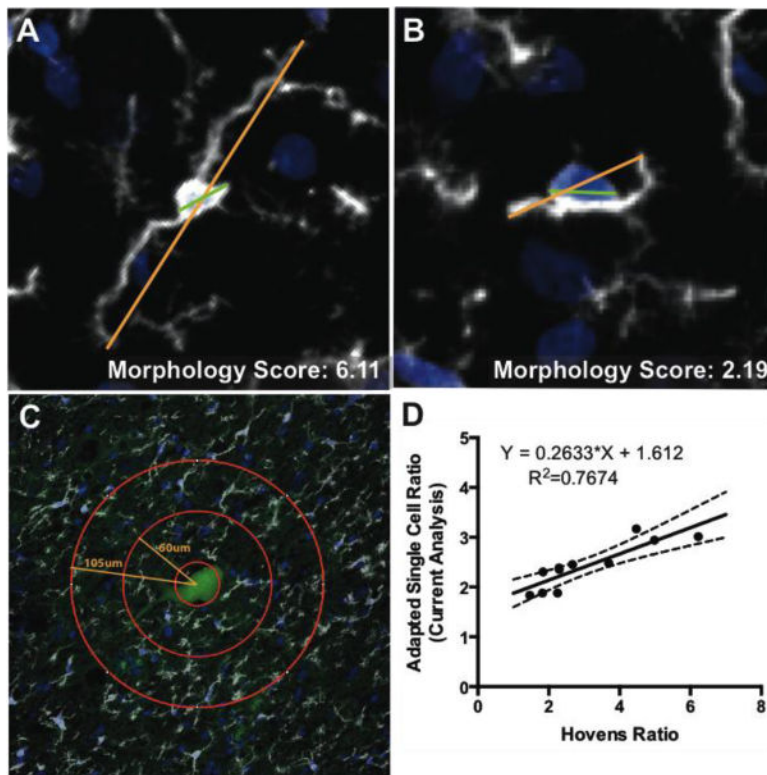 A
Morphology Score: 6.11
B
Morphology Score: 2.19
C
105um
60um
D
Y = 0.2633*X + 1.612
R²=0.7674
Adapted Single Cell Ratio
(Current Analysis)
5
4
3
2
1
0
0 2 4 6 8
Hovens Ratio